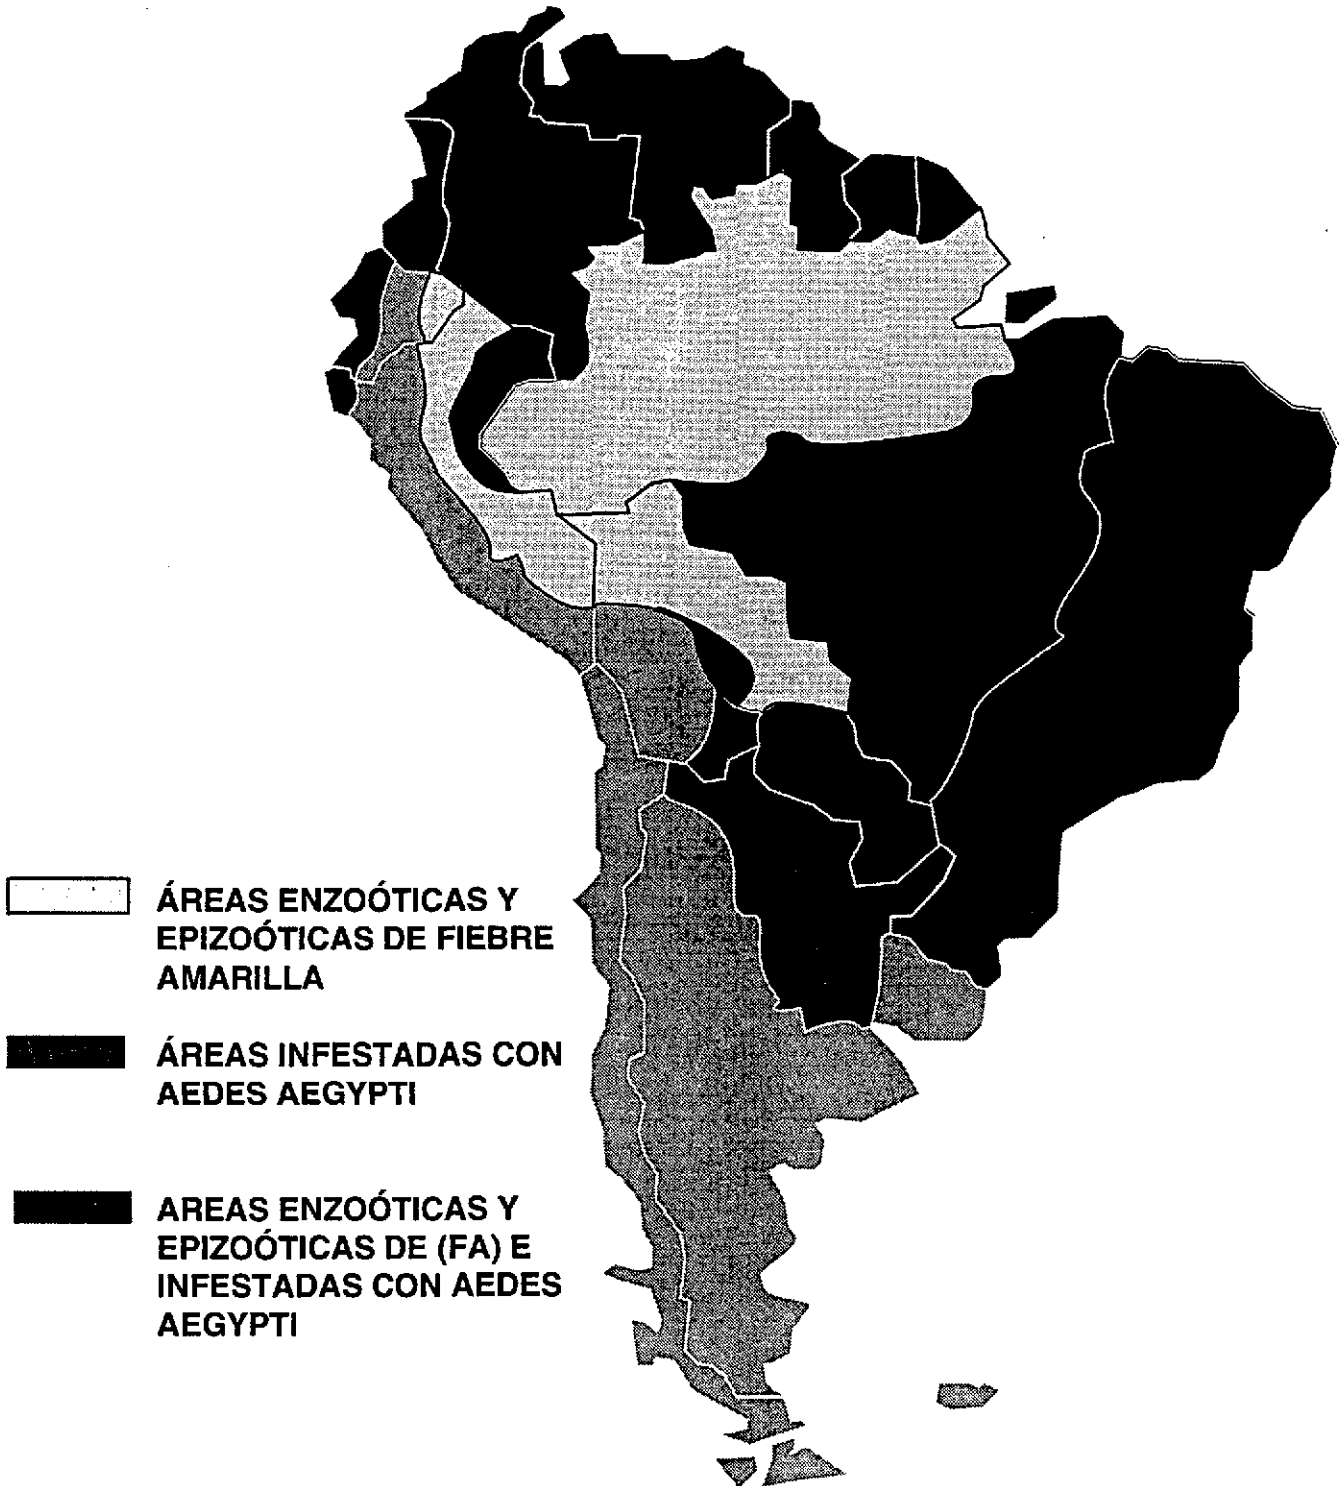 ÁREAS ENZOÓTICAS Y
EPIZOÓTICAS DE FIEBRE
AMARILLA
ÁREAS INFESTADAS CON
AEDES AEGYPTI
AREAS ENZOÓTICAS Y
EPIZOÓTICAS DE (FA) E
INFESTADAS CON AEDES
AEGYPTI